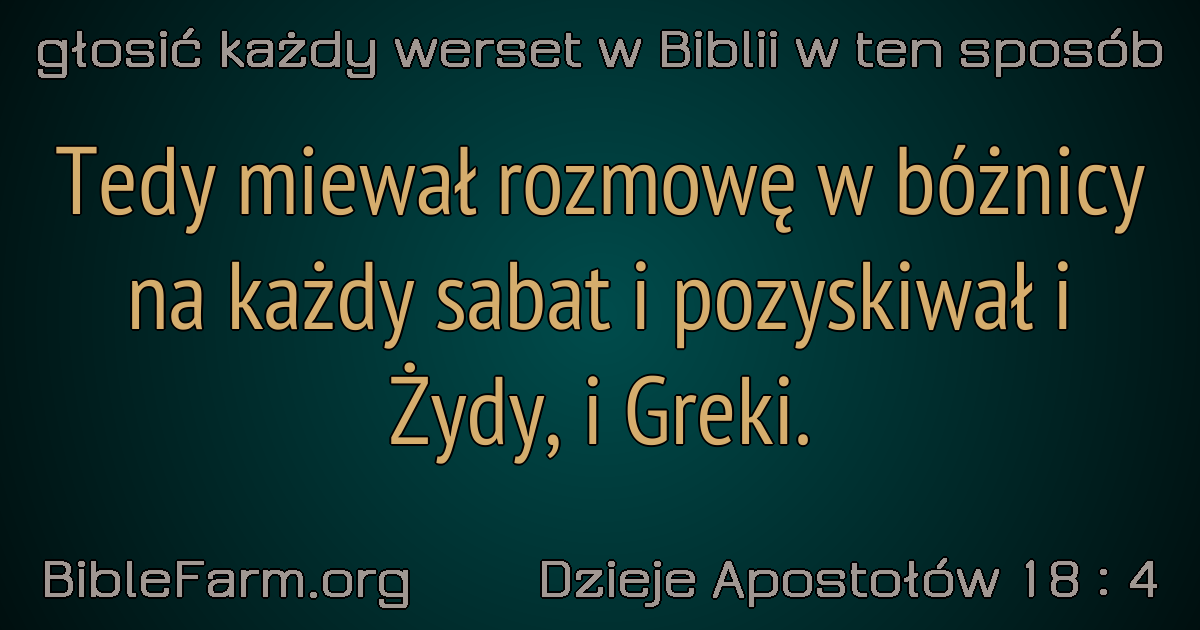 głosić każdy werset w Biblii w ten sposób
Tedy miewał rozmowę w bóżnicy
na każdy sabat i pozyskiwał i
Żydy, i Greki.
BibleFarm.org
Dzieje Apostołów 18 : 4